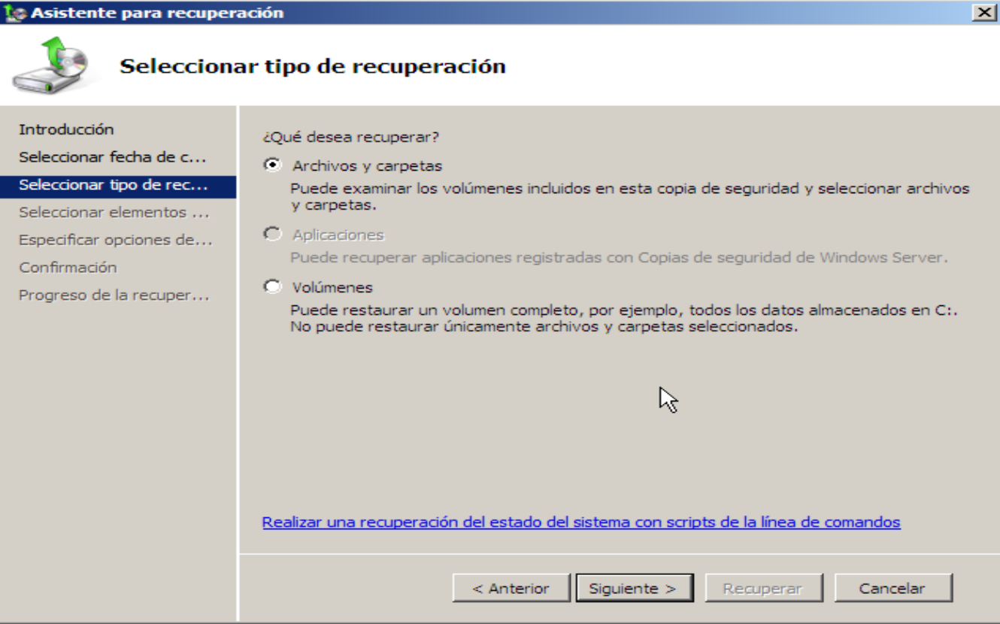 Asistente para recuperación
Seleccionar tipo de recuperación
Introducción
Seleccionar fecha de c...
Seleccionar tipo de rec...
Seleccionar elementos ...
Especificar opciones de...
Confirmación
Progreso de la recuper...
¿Qué desea recuperar?
Archivos y carpetas
Puede examinar los volúmenes incluidos en esta copia de seguridad y seleccionar archivos
y carpetas.
Aplicaciones
Puede recuperar aplicaciones registradas con Copias de seguridad de Windows Server.
Volúmenes
Puede restaurar un volumen completo, por ejemplo, todos los datos almacenados en C:.
No puede restaurar únicamente archivos y carpetas seleccionados.
Realizar una recuperación del estado del sistema con scripts de la línea de comandos
< Anterior
Siguiente >
Recuperar
Cancelar